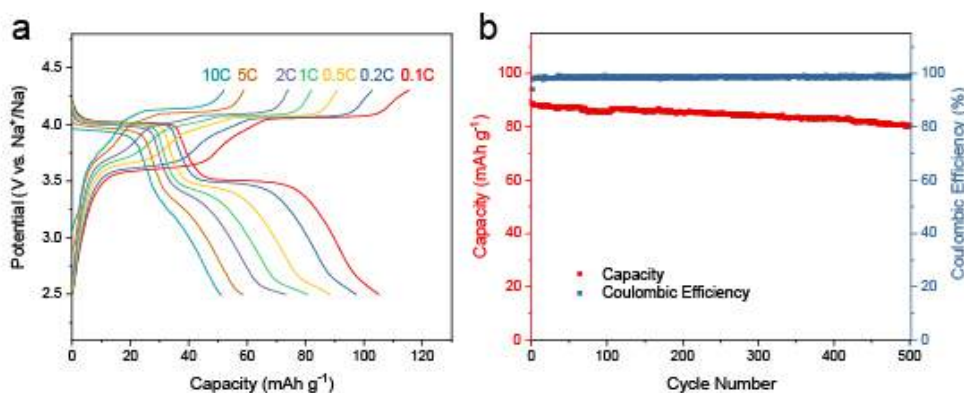 a
10C 5C 2C 1C 0.5C 0.2C 0.1C
4.5
4.0
3.5
3.0
2.5
Potential (V vs. Na⁺/Na)
0 20 40 60 80 100 120
Capacity (mAh g⁻¹)
b
100
80
60
40
20
0
Capacity (mAh g⁻¹)
Capacity
Coulombic Efficiency
100
80
60
40
20
0
Coulombic Efficiency (%)
0 100 200 300 400 500
Cycle Number